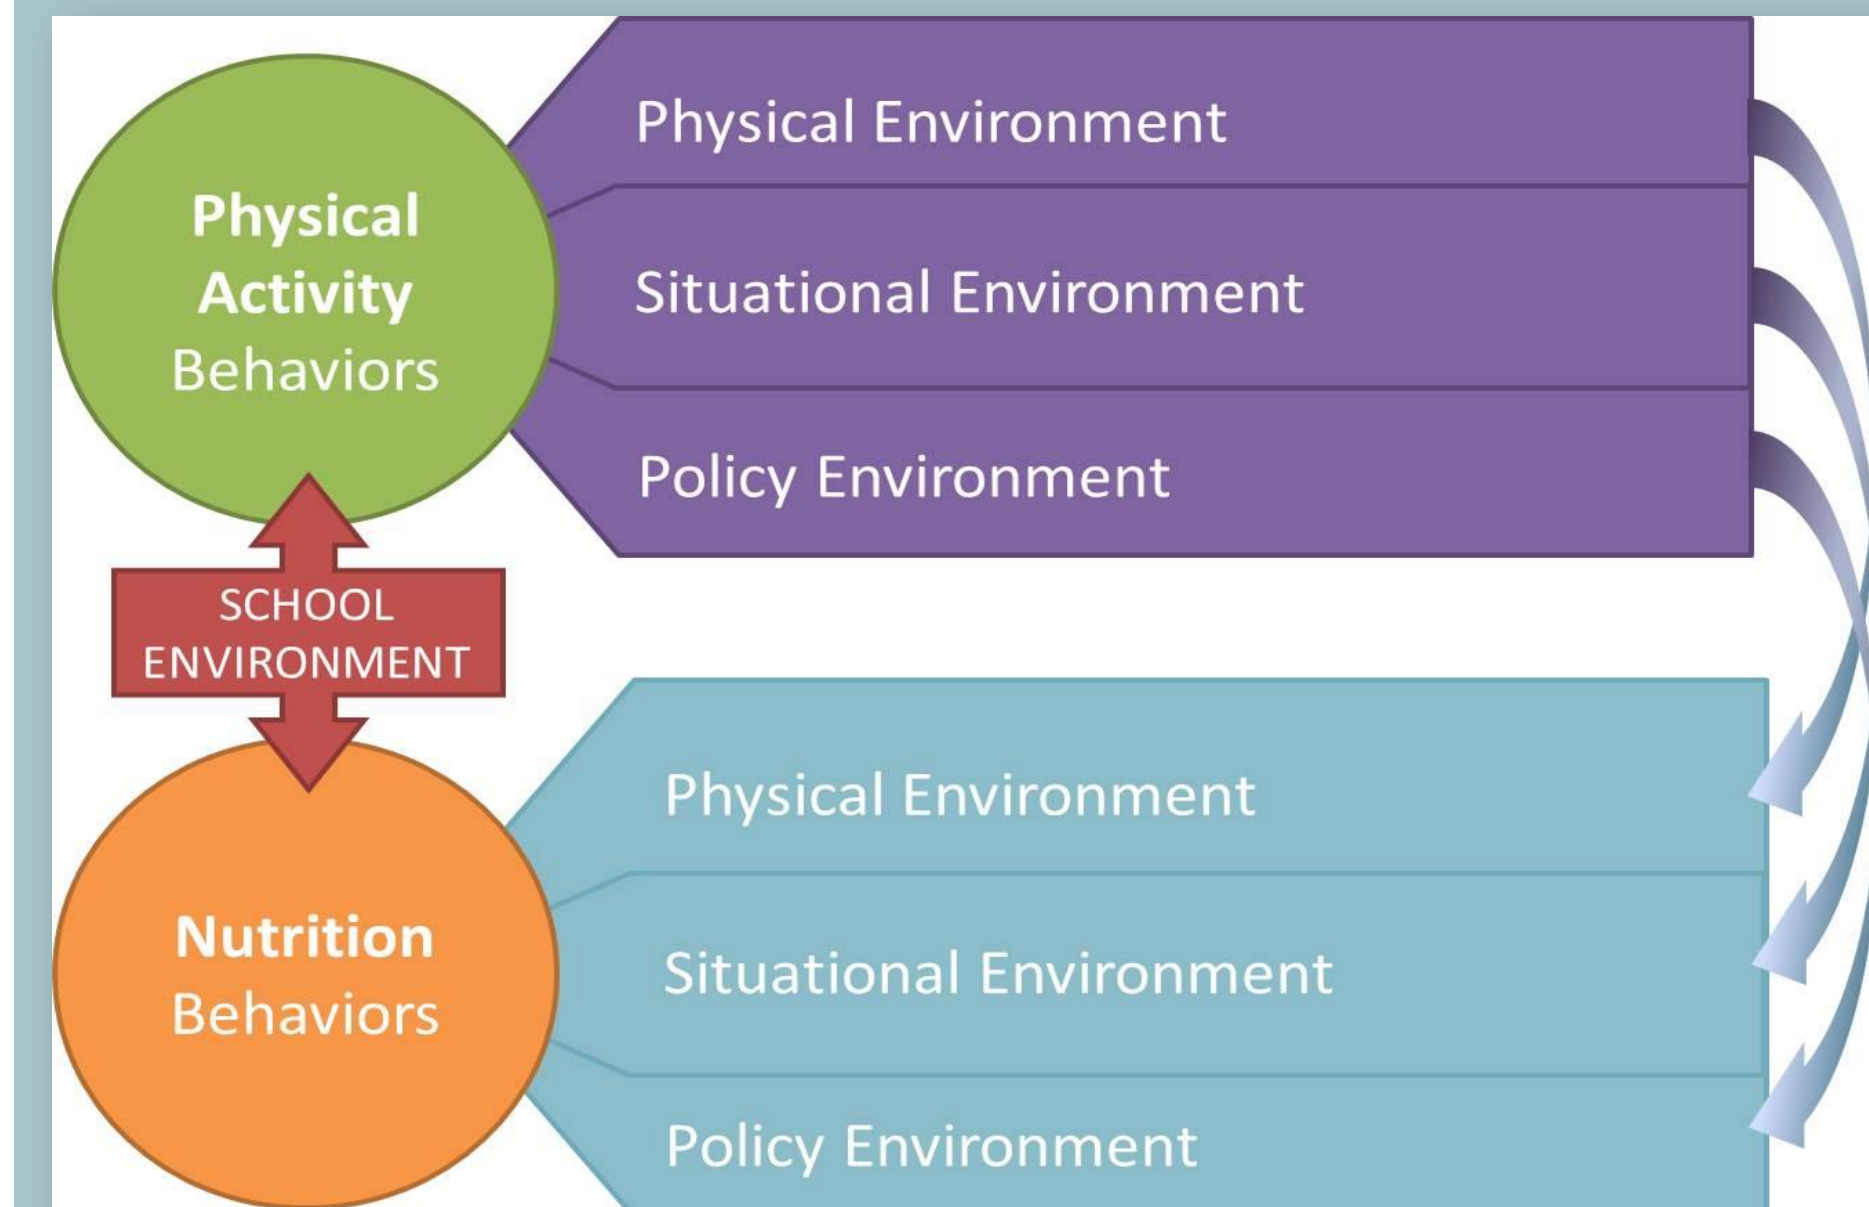 Physical
Activity
Behaviors
Physical Environment
Situational Environment
Policy Environment
SCHOOL
ENVIRONMENT
Nutrition
Behaviors
Physical Environment
Situational Environment
Policy Environment